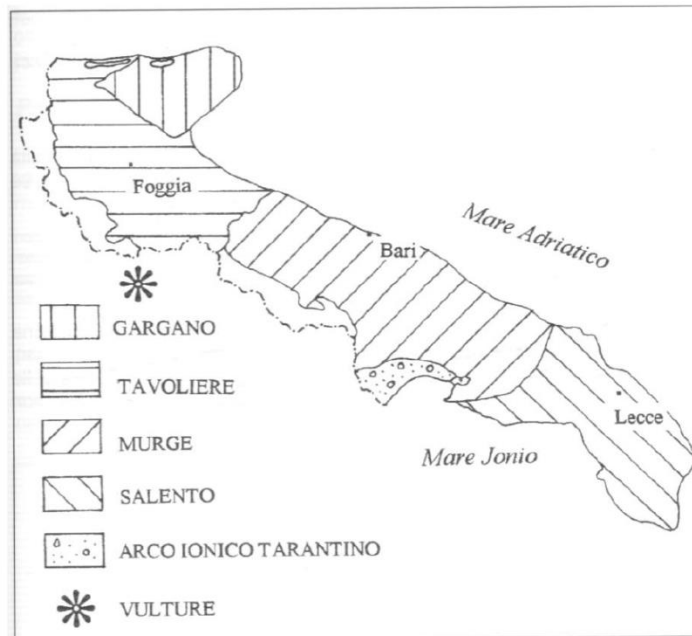 Foggia
Bari
Mare Adriatico
Lecce
Mare Jonio
GARGANO
TAVOLIERE
MURGE
SALENTO
ARCO IONICO TARANTINO
VULTURE